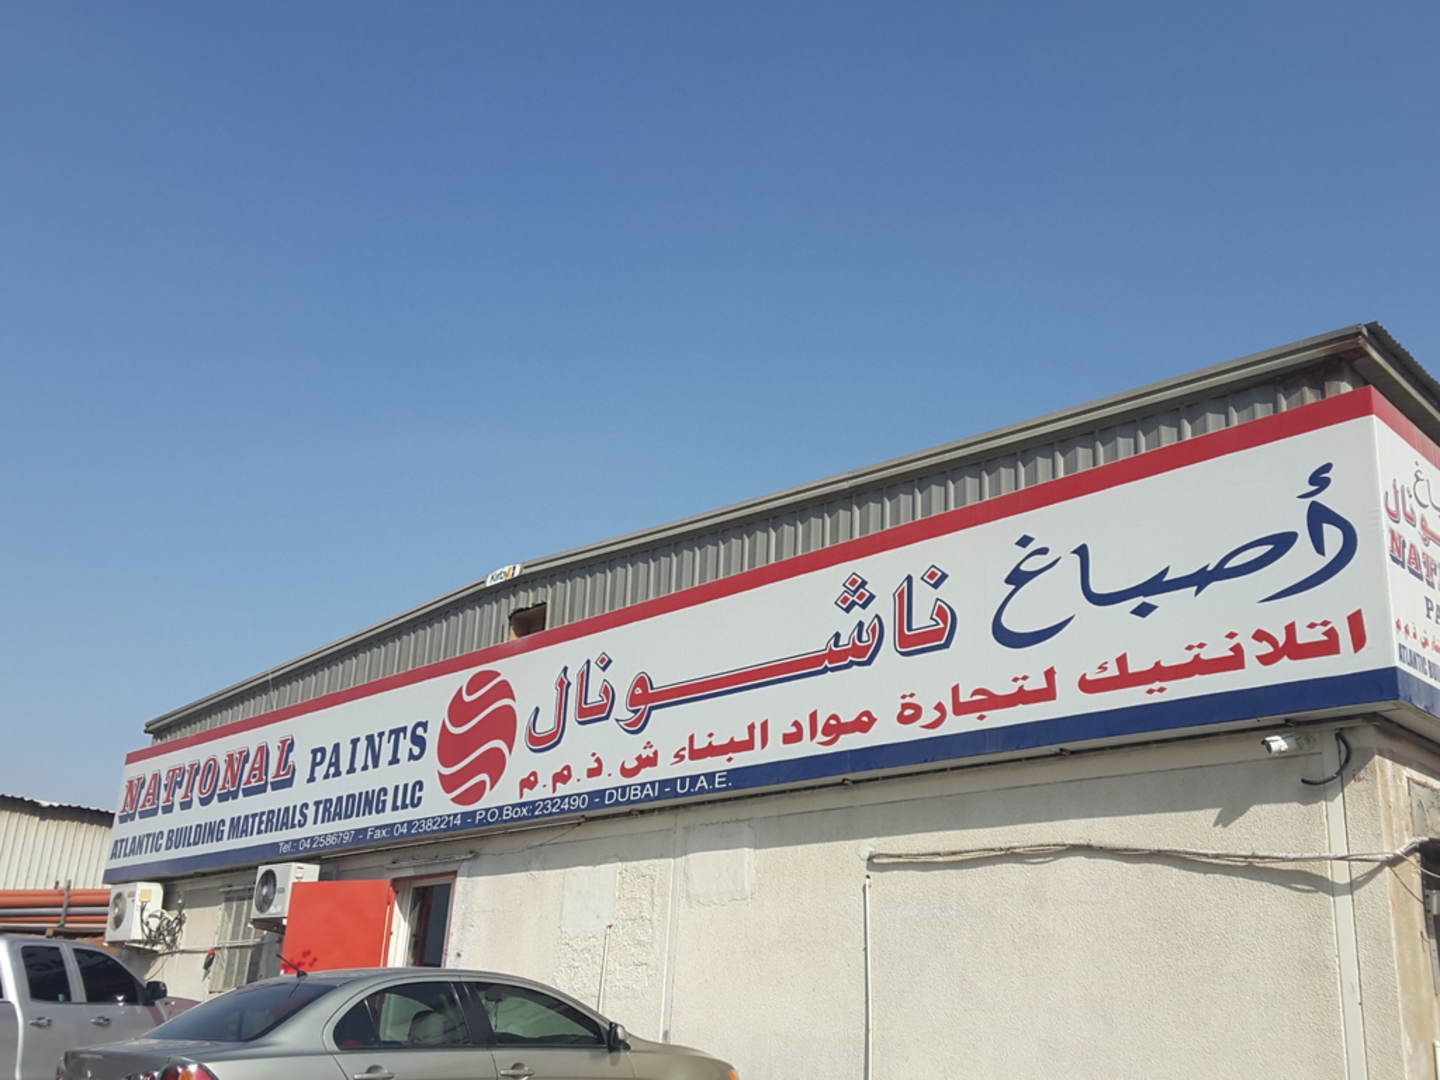 NATIONAL PAINTS
ATLANTIC BUILDING MATERIALS TRADING LLC
أصباغ ناشونال
اتلانتيك لتجارة مواد البناء ش.ذ.م.م
Tel.: 04 2586797 - Fax: 04 2382214 - P.O.Box: 232490 - DUBAI - U.A.E.
Kirby